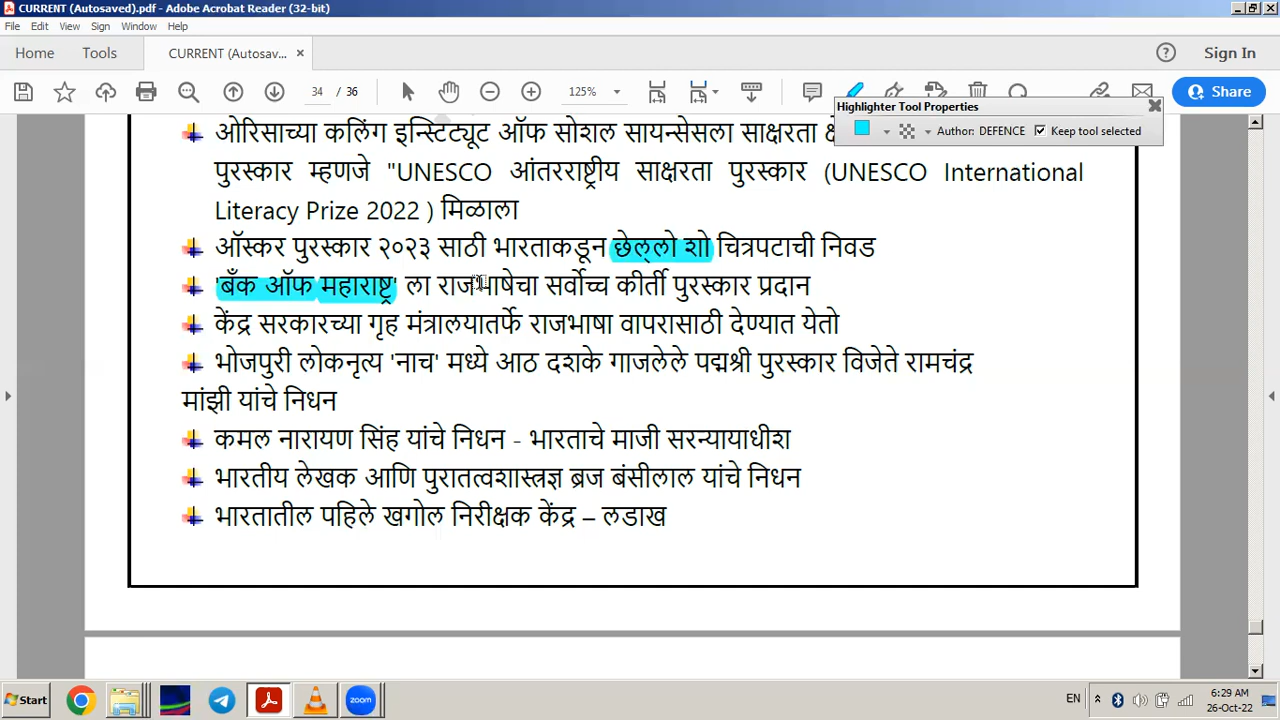 CURRENT (Autosaved).pdf - Adobe Acrobat Reader (32-bit)
File Edit View Sign Window Help
Home Tools CURRENT (Autosav... × Sign In
34 / 36 125% Share
Highlighter Tool Properties
Author: DEFENCE Keep tool selected
ओरिसाच्या कलिंग इन्स्टिट्यूट ऑफ सोशल सायन्सेसला साक्षरता
पुरस्कार म्हणजे "UNESCO आंतरराष्ट्रीय साक्षरता पुरस्कार (UNESCO International
Literacy Prize 2022 ) मिळाला
ऑस्कर पुरस्कार २०२३ साठी भारताकडून छेल्लो शो चित्रपटाची निवड
'बँक ऑफ महाराष्ट्र' ला राजभाषेचा सर्वोच्च कीर्ती पुरस्कार प्रदान
केंद्र सरकारच्या गृह मंत्रालयातर्फे राजभाषा वापरासाठी देण्यात येतो
भोजपुरी लोकनृत्य 'नाच' मध्ये आठ दशके गाजलेले पद्मश्री पुरस्कार विजेते रामचंद्र
मांझी यांचे निधन
कमल नारायण सिंह यांचे निधन - भारताचे माजी सरन्यायाधीश
भारतीय लेखक आणि पुरातत्वशास्त्रज्ञ ब्रज बंसीलाल यांचे निधन
भारतातील पहिले खगोल निरीक्षक केंद्र – लडाख
Start zoom EN 6:29 AM
26-Oct-22